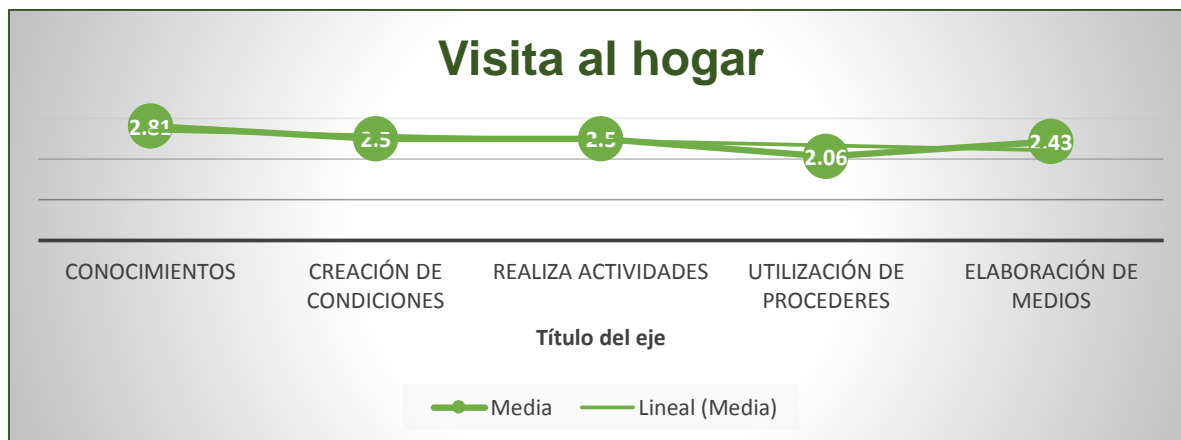 Visita al hogar
2.81
2.5
2.5
2.06
2.43
CONOCIMIENTOS
CREACIÓN DE
CONDICIONES
REALIZA ACTIVIDADES
UTILIZACIÓN DE
PROCEDERES
ELABORACIÓN DE
MEDIOS
Título del eje
Media
Lineal (Media)